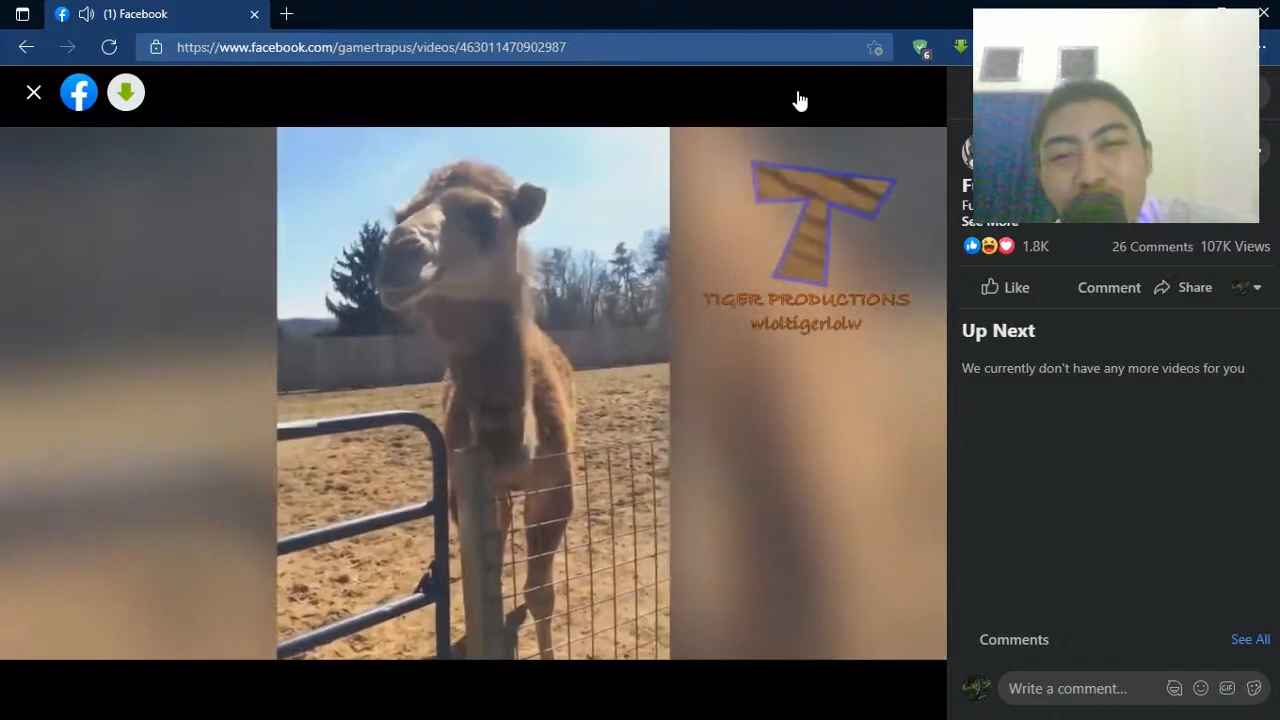 (1) Facebook
https://www.facebook.com/gamertrapus/videos/463011470902987
6
T
TIGER PRODUCTIONS
wloltigerlolw
See More
1.8K
26 Comments 107K Views
Like
Comment
Share
Up Next
We currently don't have any more videos for you
Comments
See All
Write a comment...
GIF